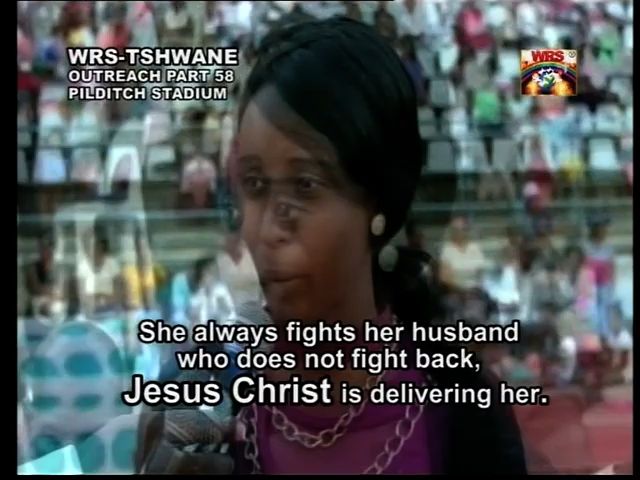 WRS-TSHWANE
OUTREACH PART 58
PILDITCH STADIUM
WRS
She always fights her husband
who does not fight back,
Jesus Christ is delivering her.